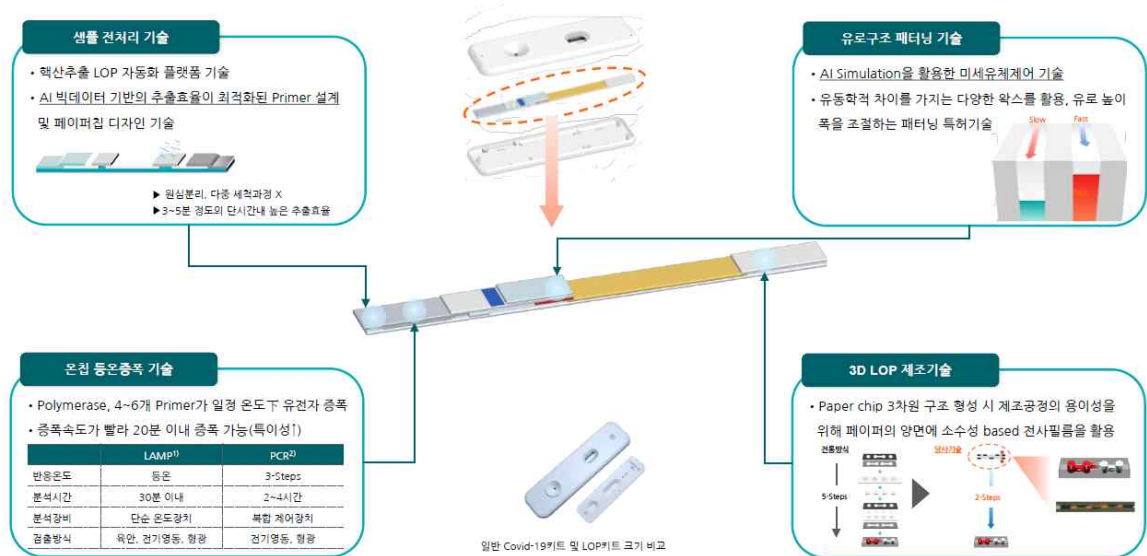 샘플 전처리 기술
• 핵산추출 LOP 자동화 플랫폼 기술
• AI 빅데이터 기반의 추출효율이 최적화된 Primer 설계
및 페이퍼칩 디자인 기술
▶ 원심분리, 다중 세척과정 X
▶3~5분 정도의 단시간내 높은 추출효율
유로구조 패터닝 기술
• AI Simulation을 활용한 미세유체제어 기술
• 유동학적 차이를 가지는 다양한 왁스를 활용, 유로 높이
폭을 조절하는 패터닝 특허기술
Slow Fast
온칩 등온증폭 기술
• Polymerase, 4~6개 Primer가 일정 온도下 유전자 증폭
• 증폭속도가 빨라 20분 이내 증폭 가능(특이성↑)
LAMP1) PCR2)
반응온도 등온 3-Steps
분석시간 30분 이내 2~4시간
분석장비 단순 온도장치 복합 제어장치
검출방식 육안, 전기영동, 형광 전기영동, 형광
일반 Covid-19키트 및 LOP키트 크기 비교
3D LOP 제조기술
• Paper chip 3차원 구조 형성 시 제조공정의 용이성을
위해 페이퍼의 양면에 소수성 based 전사필름을 활용
전통방식 당사기술
5-Steps 2-Steps